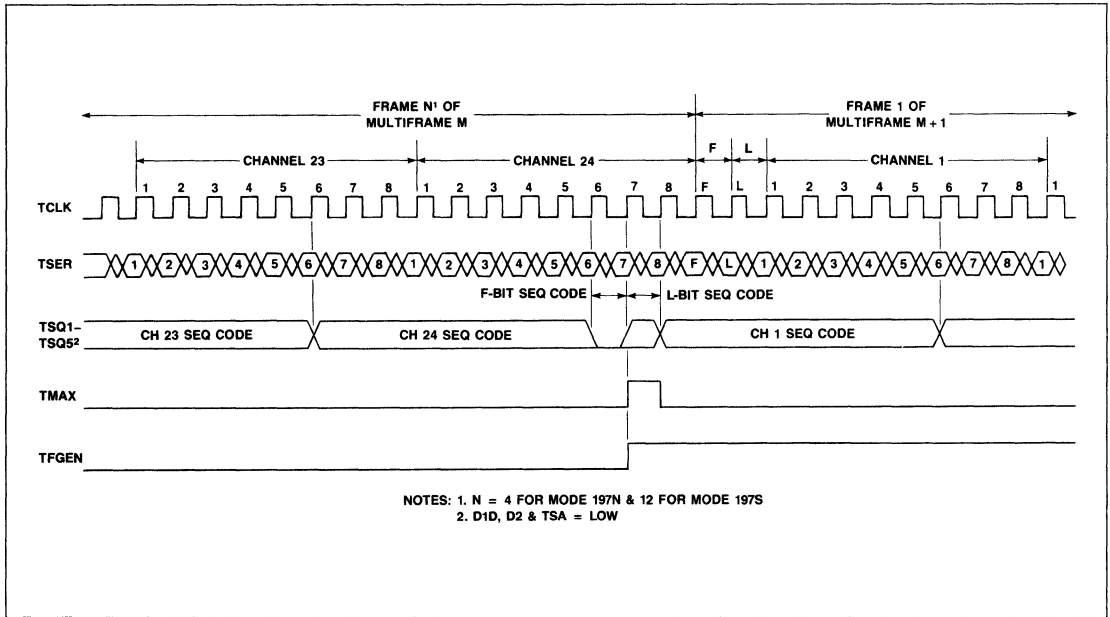 FRAME N¹ OF
MULTIFRAME M
FRAME 1 OF
MULTIFRAME M + 1
F L
CHANNEL 23 CHANNEL 24 CHANNEL 1
1 2 3 4 5 6 7 8 1 2 3 4 5 6 7 8 F L 1 2 3 4 5 6 7 8 1
TCLK
TSER 1 2 3 4 5 6 7 8 1 2 3 4 5 6 7 8 F L 1 2 3 4 5 6 7 8 1
F-BIT SEQ CODE L-BIT SEQ CODE
TSQ1–
TSQ5² CH 23 SEQ CODE CH 24 SEQ CODE CH 1 SEQ CODE
TMAX
TFGEN
NOTES: 1. N = 4 FOR MODE 197N & 12 FOR MODE 197S
2. D1D, D2 & TSA = LOW